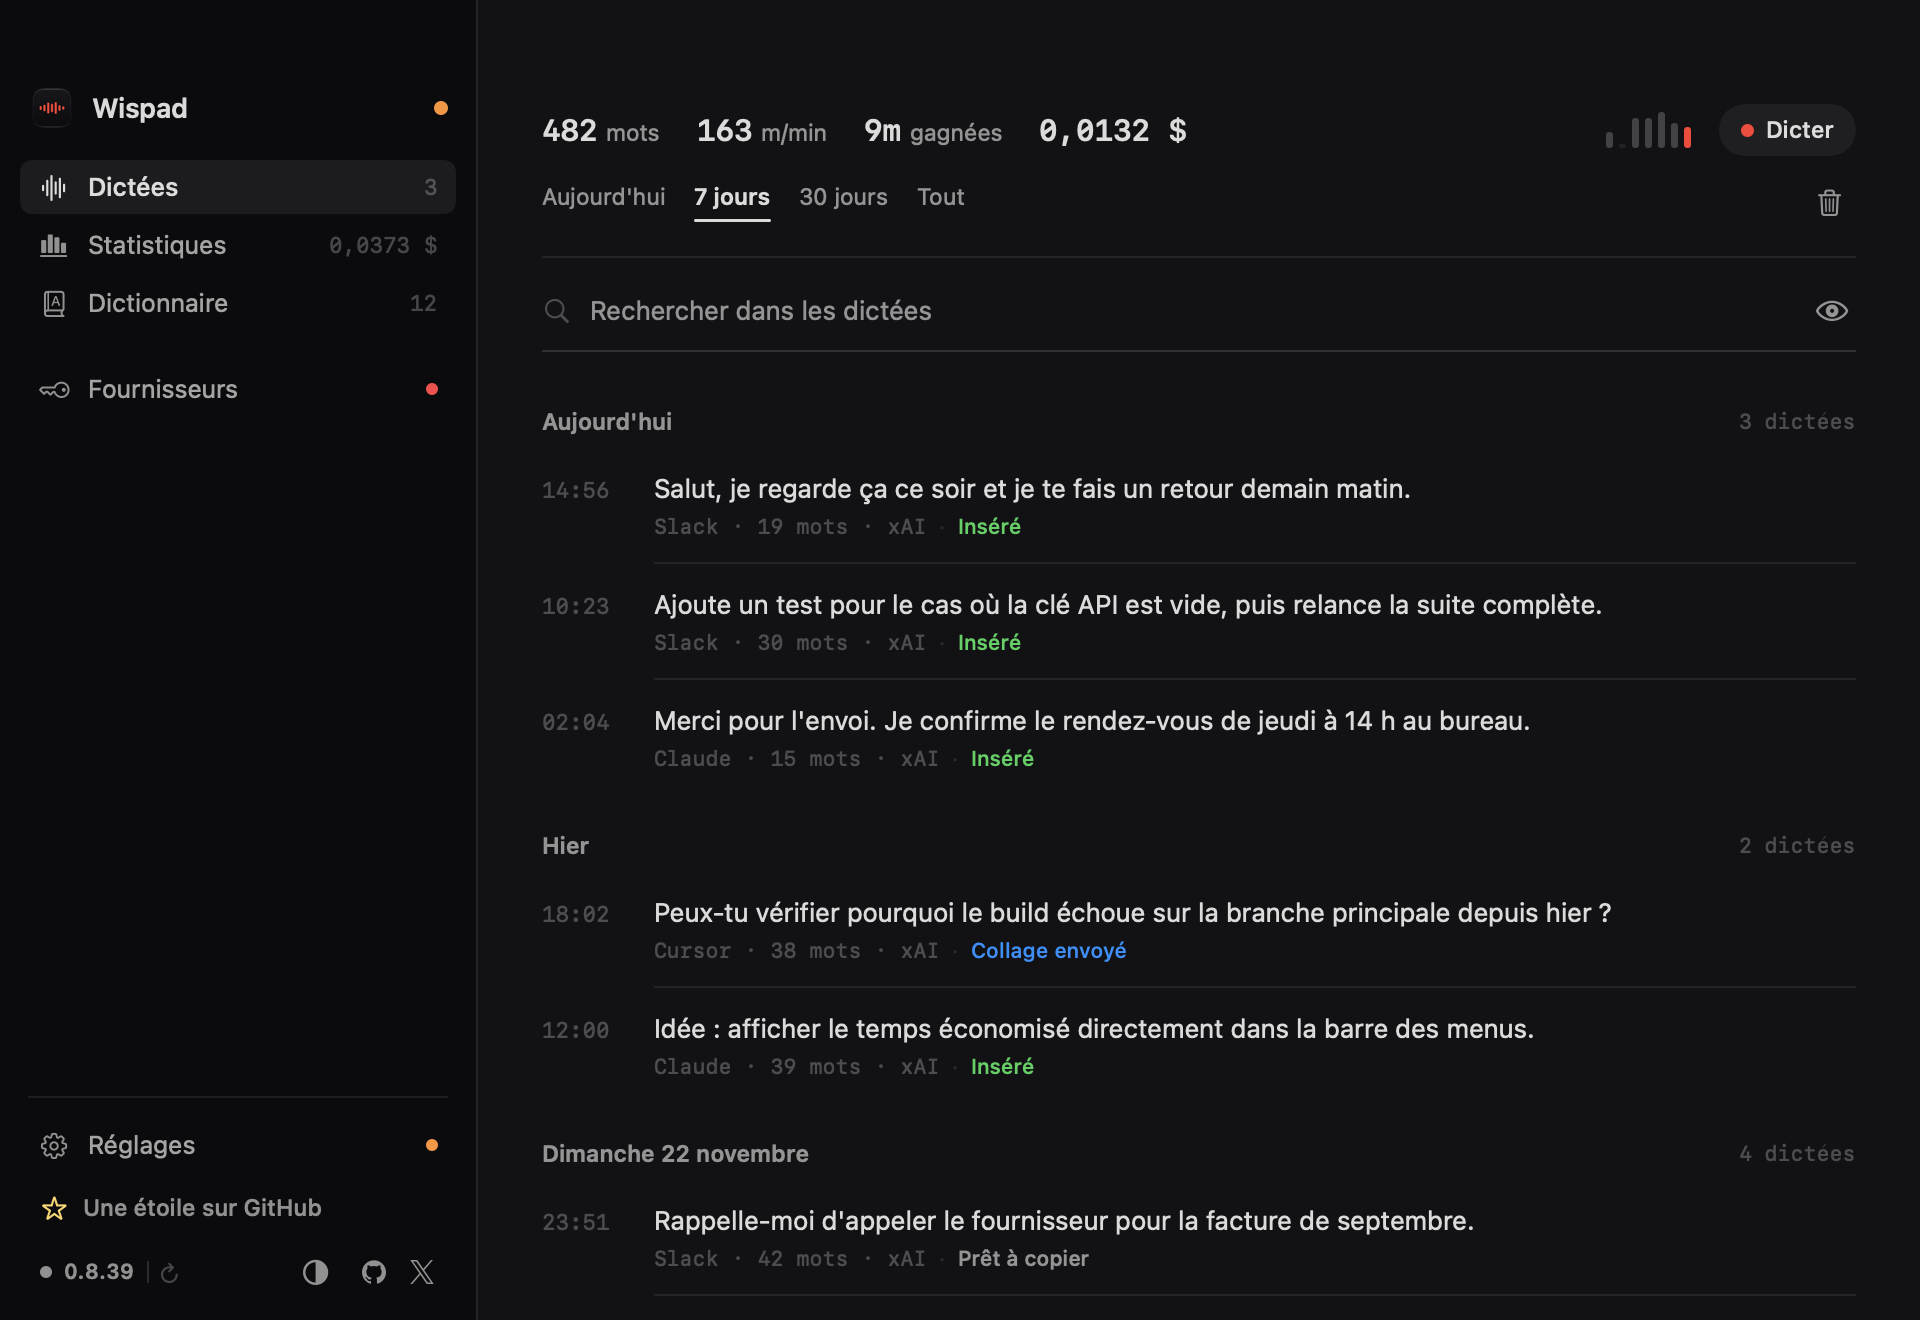 Wispad
Dictées 3
Statistiques 0,0373 $
Dictionnaire 12
Fournisseurs
Réglages
Une étoile sur GitHub
0.8.39
482 mots 163 m/min 9m gagnées 0,0132 $
Dicter
Aujourd'hui 7 jours 30 jours Tout
Rechercher dans les dictées
Aujourd'hui 3 dictées
14:56 Salut, je regarde ça ce soir et je te fais un retour demain matin.
Slack · 19 mots · xAI · Inséré
10:23 Ajoute un test pour le cas où la clé API est vide, puis relance la suite complète.
Slack · 30 mots · xAI · Inséré
02:04 Merci pour l'envoi. Je confirme le rendez-vous de jeudi à 14 h au bureau.
Claude · 15 mots · xAI · Inséré
Hier 2 dictées
18:02 Peux-tu vérifier pourquoi le build échoue sur la branche principale depuis hier ?
Cursor · 38 mots · xAI · Collage envoyé
12:00 Idée : afficher le temps économisé directement dans la barre des menus.
Claude · 39 mots · xAI · Inséré
Dimanche 22 novembre 4 dictées
23:51 Rappelle-moi d'appeler le fournisseur pour la facture de septembre.
Slack · 42 mots · xAI · Prêt à copier